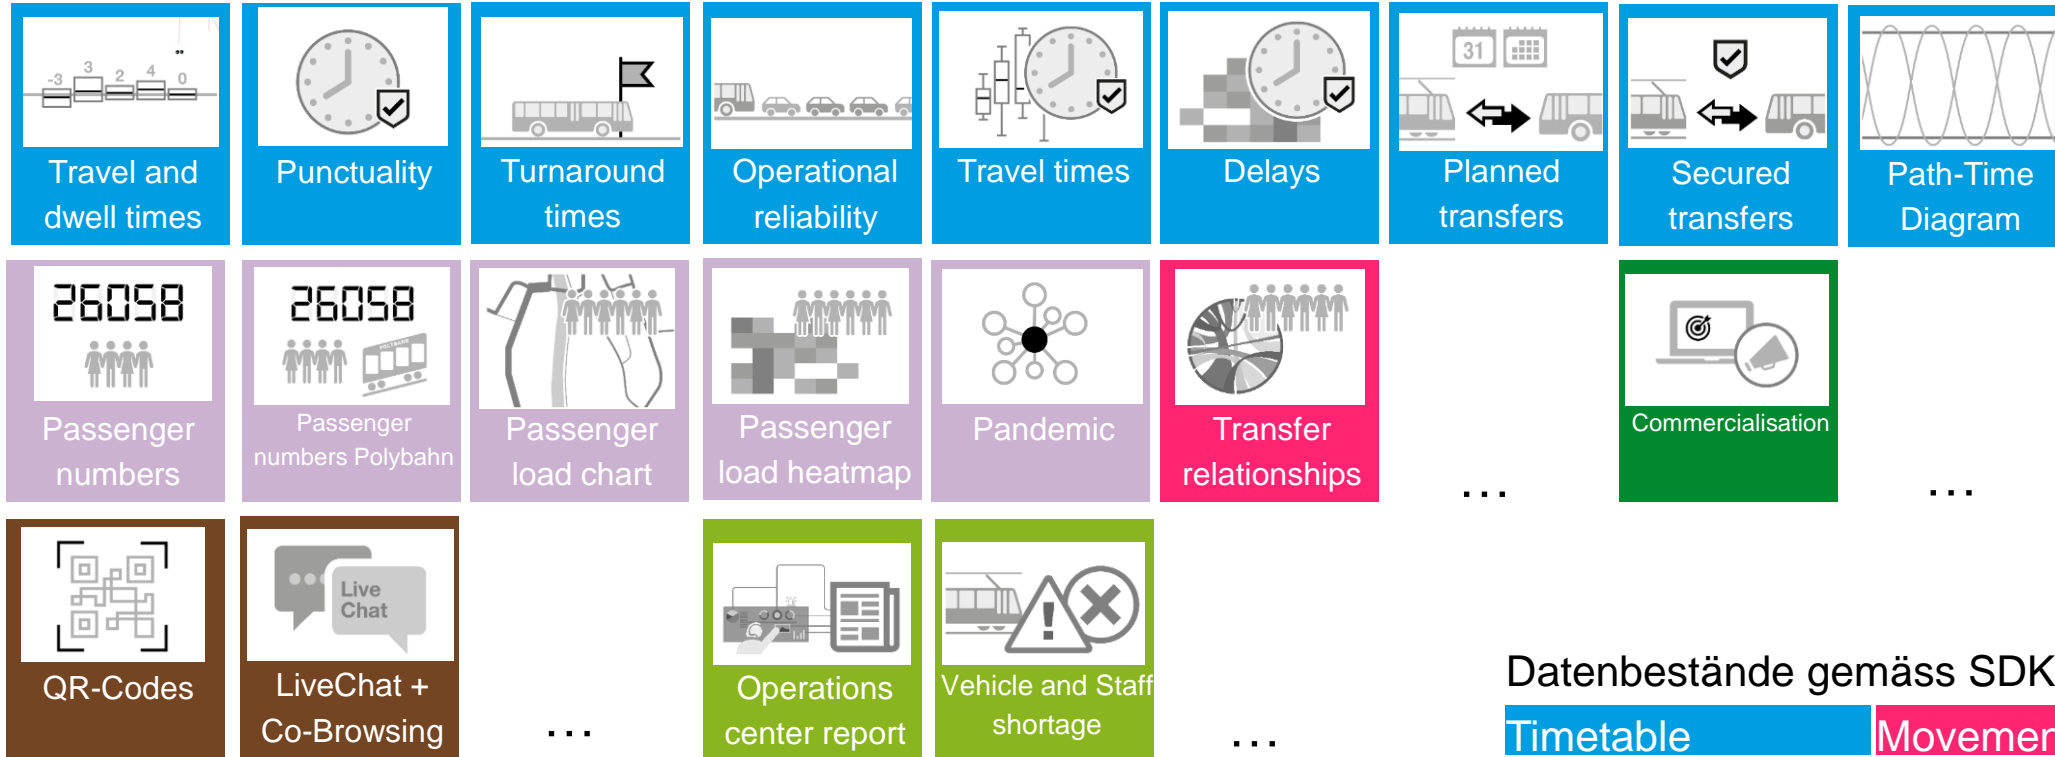 -3 3 2 4 0
31
Travel and
dwell times
Punctuality
Turnaround
times
Operational
reliability
Travel times
Delays
Planned
transfers
Secured
transfers
Path-Time
Diagram
26058
Passenger
numbers
26058
POLYBAHN
Passenger
numbers Polybahn
Passenger
load chart
Passenger
load heatmap
Pandemic
Transfer
relationships
...
Commercialisation
...
QR-Codes
Live
Chat
LiveChat +
Co-Browsing
...
Operations
center report
Vehicle and Staff
shortage
...
Datenbestände gemäss SDK
Timetable
Movemen